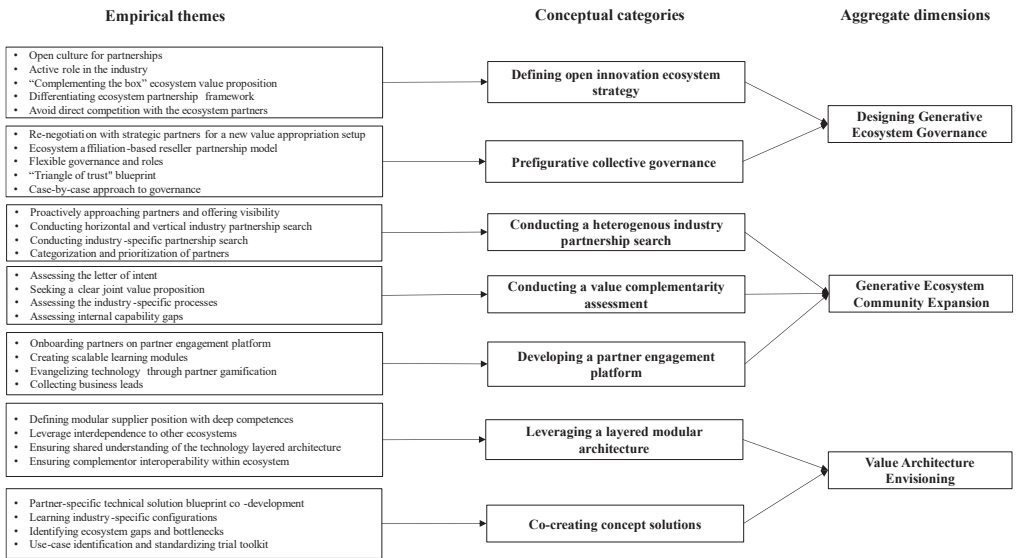 Empirical themes
Conceptual categories
Aggregate dimensions
• Open culture for partnerships
• Active role in the industry
• “Complementing the box” ecosystem value proposition
• Differentiating ecosystem partnership framework
• Avoid direct competition with the ecosystem partners
Defining open innovation ecosystem
strategy
• Re-negotiation with strategic partners for a new value appropriation setup
• Ecosystem affiliation-based reseller partnership model
• Flexible governance and roles
• “Triangle of trust" blueprint
• Case-by-case approach to governance
Prefigurative collective governance
Designing Generative
Ecosystem Governance
• Proactively approaching partners and offering visibility
• Conducting horizontal and vertical industry partnership search
• Conducting industry-specific partnership search
• Categorization and prioritization of partners
Conducting a heterogenous industry
partnership search
• Assessing the letter of intent
• Seeking a clear joint value proposition
• Assessing the industry-specific processes
• Assessing internal capability gaps
Conducting a value complementarity
assessment
Generative Ecosystem
Community Expansion
• Onboarding partners on partner engagement platform
• Creating scalable learning modules
• Evangelizing technology through partner gamification
• Collecting business leads
Developing a partner engagement
platform
• Defining modular supplier position with deep competences
• Leverage interdependence to other ecosystems
• Ensuring shared understanding of the technology layered architecture
• Ensuring complementor interoperability within ecosystem
Leveraging a layered modular
architecture
Value Architecture
Envisioning
• Partner-specific technical solution blueprint co -development
• Learning industry-specific configurations
• Identifying ecosystem gaps and bottlenecks
• Use-case identification and standardizing trial toolkit
Co-creating concept solutions